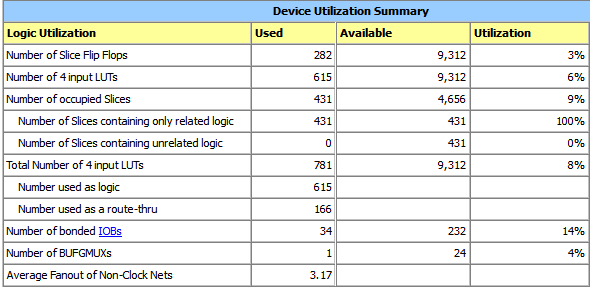 Device Utilization Summary
Logic Utilization Used Available Utilization
Number of Slice Flip Flops 282 9,312 3%
Number of 4 input LUTs 615 9,312 6%
Number of occupied Slices 431 4,656 9%
Number of Slices containing only related logic 431 431 100%
Number of Slices containing unrelated logic 0 431 0%
Total Number of 4 input LUTs 781 9,312 8%
Number used as logic 615
Number used as a route-thru 166
Number of bonded IOBs 34 232 14%
Number of BUFGMUXs 1 24 4%
Average Fanout of Non-Clock Nets 3.17